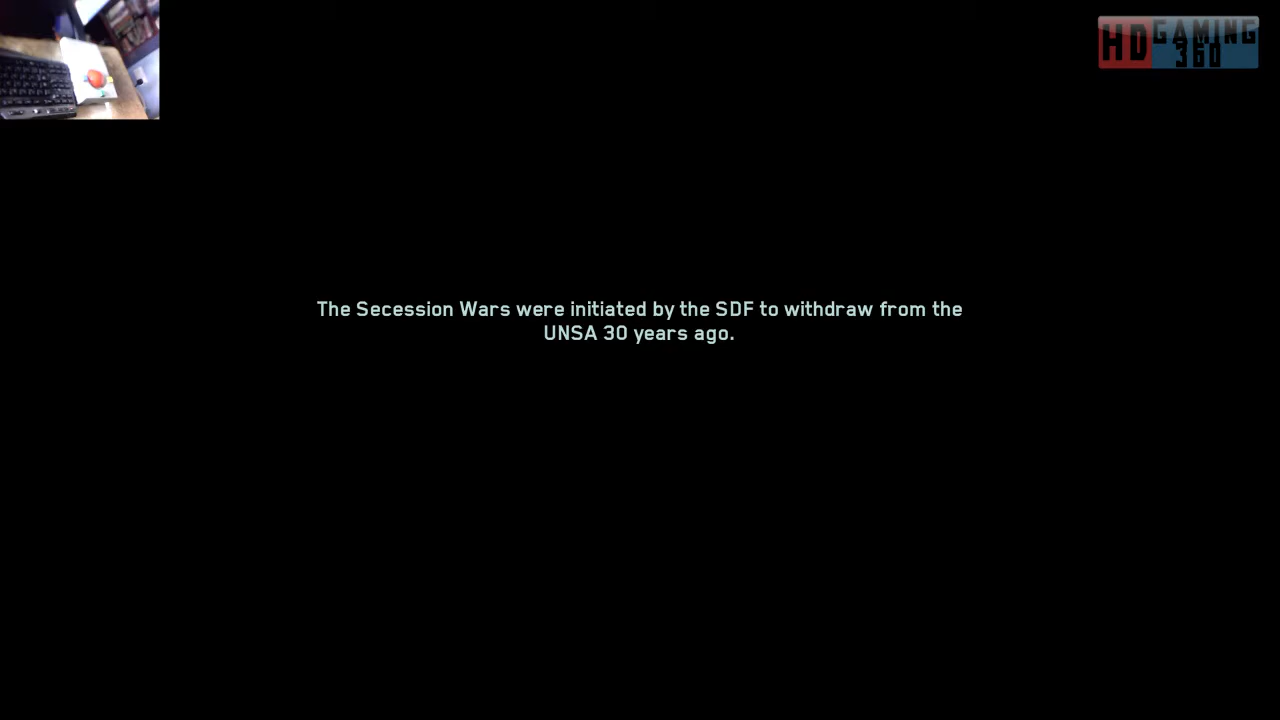 HD GAMING
360
The Secession Wars were initiated by the SDF to withdraw from the
UNSA 30 years ago.